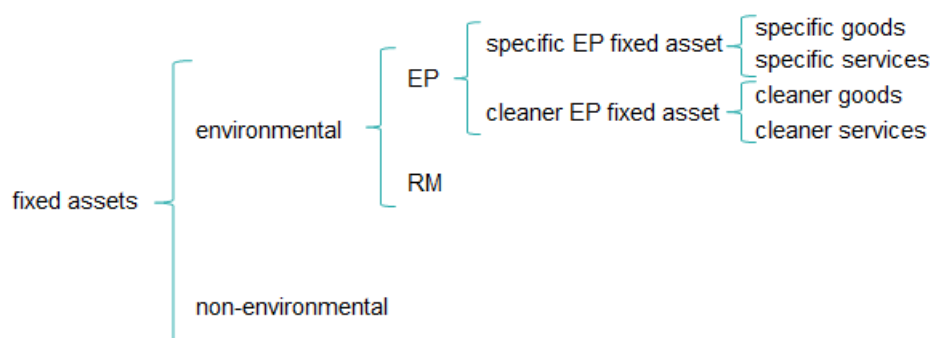 specific goods
specific EP fixed asset
specific services
EP
cleaner goods
cleaner EP fixed asset
environmental
cleaner services
RM
fixed assets
non-environmental